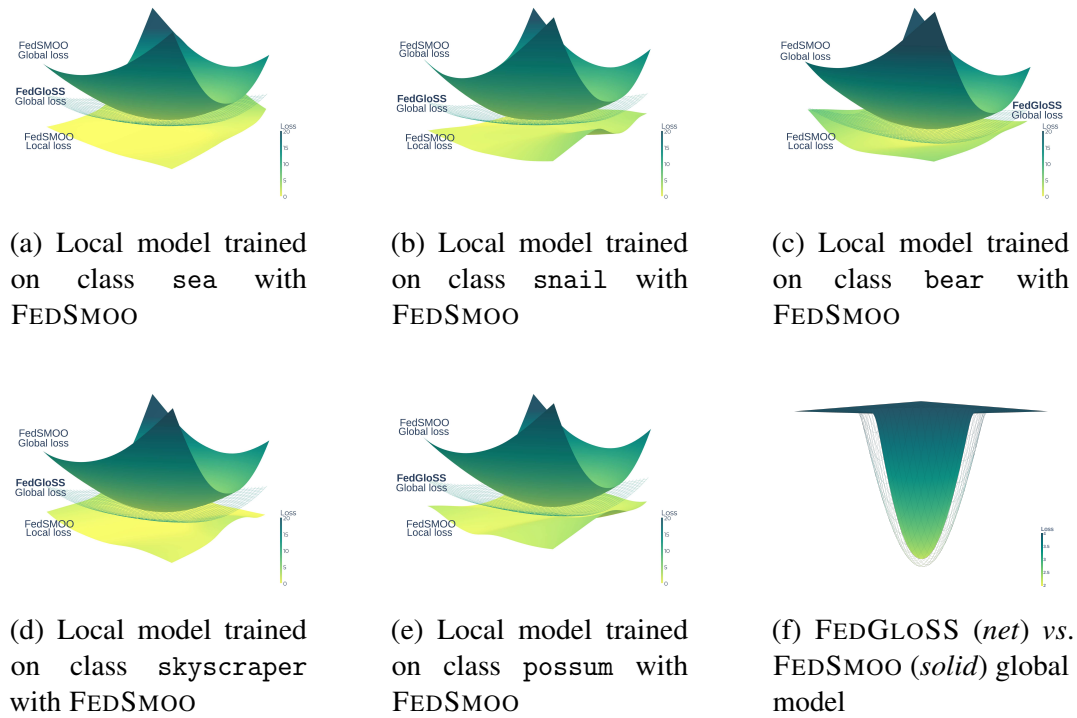 FedSMOO
Global loss
FedGloSS
Global loss
FedSMOO
Local loss
Loss
20
15
10
5
0
(a) Local model trained
on class sea with
FEDSMOO
FedSMOO
Global loss
FedGloSS
Global loss
FedSMOO
Local loss
Loss
20
15
10
5
0
(b) Local model trained
on class snail with
FEDSMOO
FedSMOO
Global loss
FedGloSS
Global loss
FedSMOO
Local loss
Loss
20
15
10
5
0
(c) Local model trained
on class bear with
FEDSMOO
FedSMOO
Global loss
FedGloSS
Global loss
FedSMOO
Local loss
Loss
20
15
10
5
0
(d) Local model trained
on class skyscraper
with FEDSMOO
FedSMOO
Global loss
FedGloSS
Global loss
FedSMOO
Local loss
Loss
20
15
10
5
0
(e) Local model trained
on class possum with
FEDSMOO
Loss
(f) FEDGLOSS (net) vs.
FEDSMOO (solid) global
model